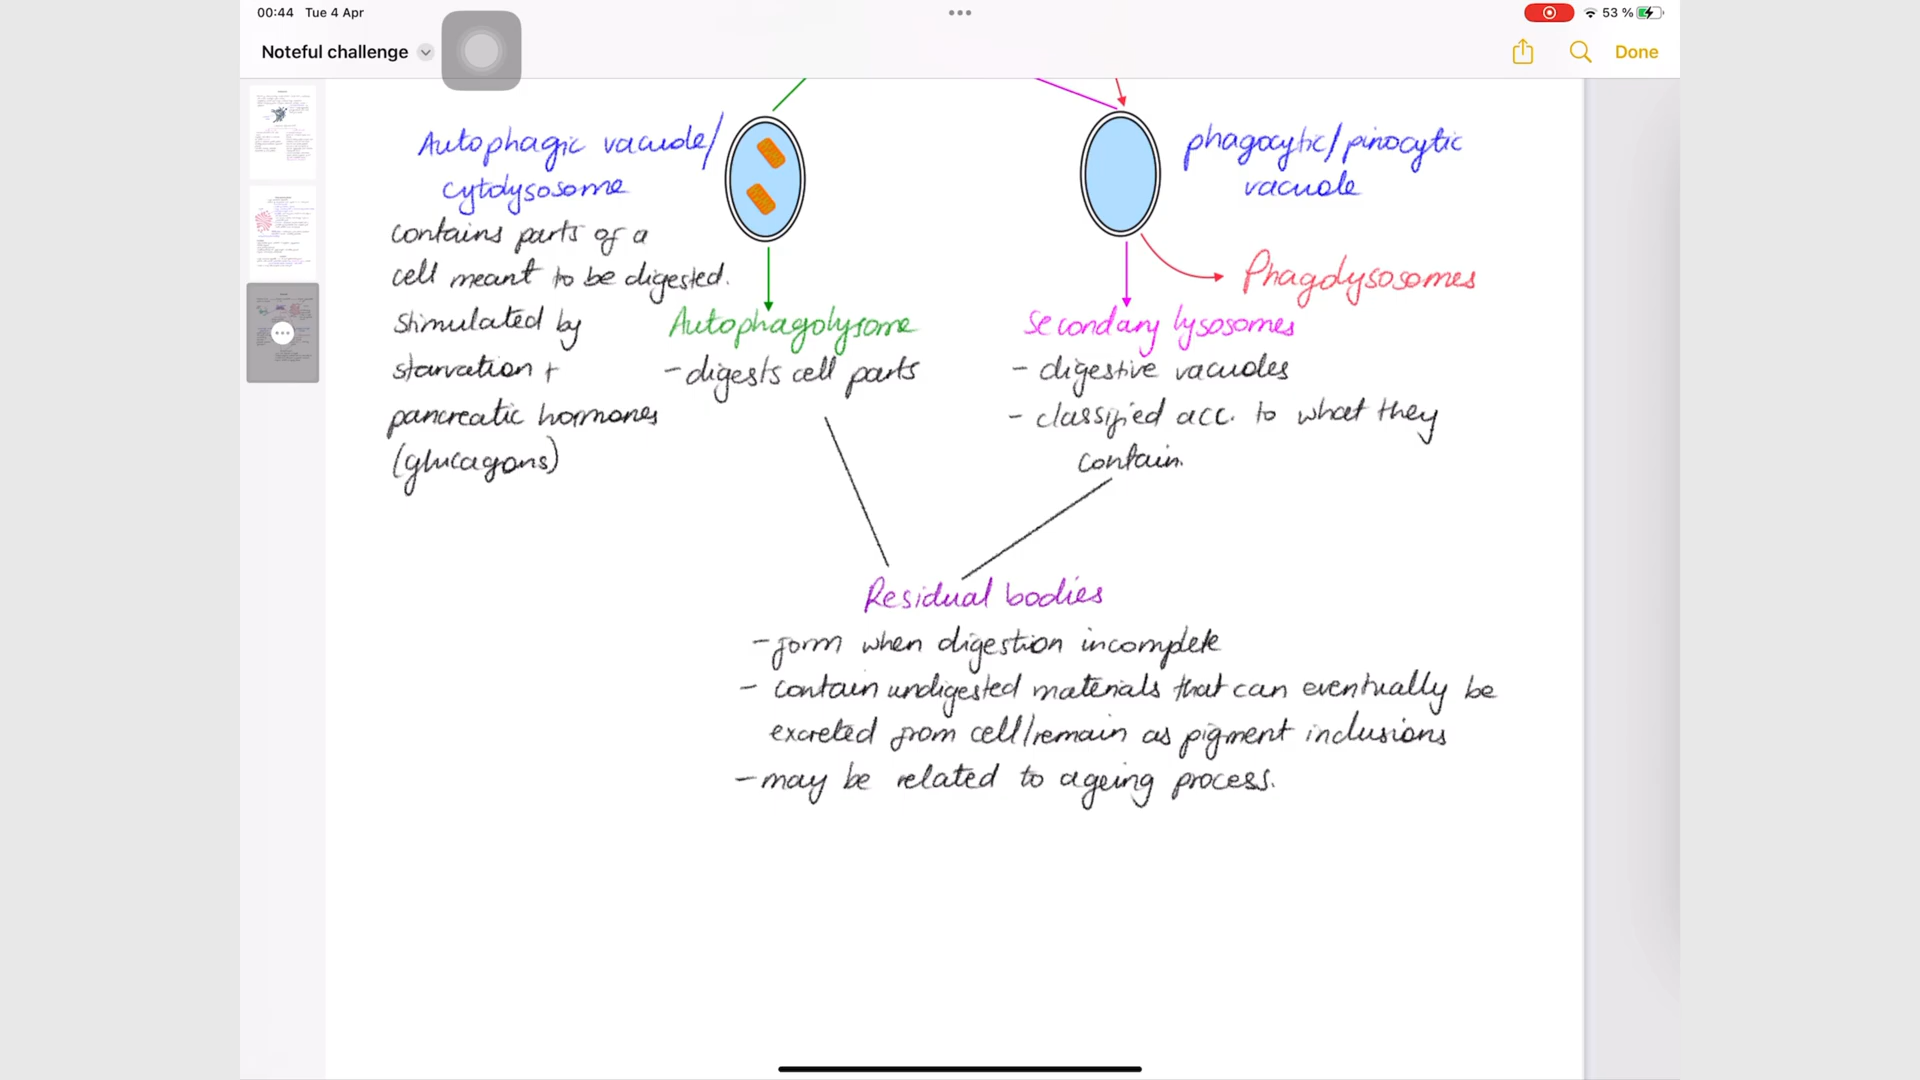 00:44 Tue 4 Apr
53 %
Noteful challenge
Done
Autophagic vacuole/
cytolysosome
contains parts of a
cell meant to be digested.
stimulated by
starvation +
pancreatic hormones
(glucagons)
Autophagolysome
- digests cell parts
phagocytic/pinocytic
vacuole
Phagolysosomes
Secondary lysosomes
- digestive vacuoles
- classified acc. to what they
contain.
Residual bodies
- form when digestion incomplete
- contain undigested materials that can eventually be
excreted from cell/remain as pigment inclusions
- may be related to ageing process.